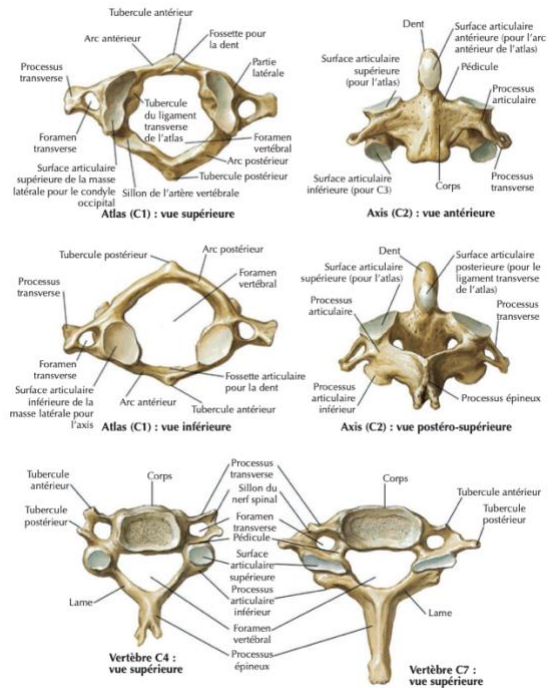 Tubercule antérieur
Arc antérieur
Fossette pour
la dent
Processus
transverse
Partie
latérale
Tubercule
du ligament
transverse
de l'atlas
Foramen
transverse
Foramen
vertébral
Surface articulaire
supérieure de la masse
latérale pour le condyle
occipital
Arc postérieur
Tubercule postérieur
Sillon de l'artère vertébrale
Atlas (C1) : vue supérieure
Dent
Surface articulaire
antérieure (pour l'arc
antérieur de l'atlas)
Surface articulaire
supérieure
(pour l'atlas)
Pédicule
Processus
articulaire
Surface articulaire
inférieure (pour C3)
Corps
Processus
transverse
Axis (C2) : vue antérieure
Tubercule postérieur
Arc postérieur
Foramen
vertébral
Processus
transverse
Foramen
transverse
Surface articulaire
inférieure de la
masse latérale pour
l'axis
Arc antérieur
Fossette articulaire
pour la dent
Tubercule antérieur
Atlas (C1) : vue inférieure
Dent
Surface articulaire
supérieure (pour l'atlas)
Surface articulaire
posterieure (pour le
ligament transverse
de l'atlas)
Processus
articulaire
Processus
transverse
Processus
articulaire
inférieur
Processus épineux
Axis (C2) : vue postéro-supérieure
Tubercule
antérieur
Corps
Tubercule
postérieur
Lame
Processus
transverse
Sillon du
nerf spinal
Foramen
transverse
Pédicule
Surface
articulaire
supérieure
Processus
articulaire
inférieur
Foramen
vertébral
Processus
épineux
Vertèbre C4 :
vue supérieure
Corps
Tubercule antérieur
Tubercule
postérieur
Lame
Vertèbre C7 :
vue supérieure